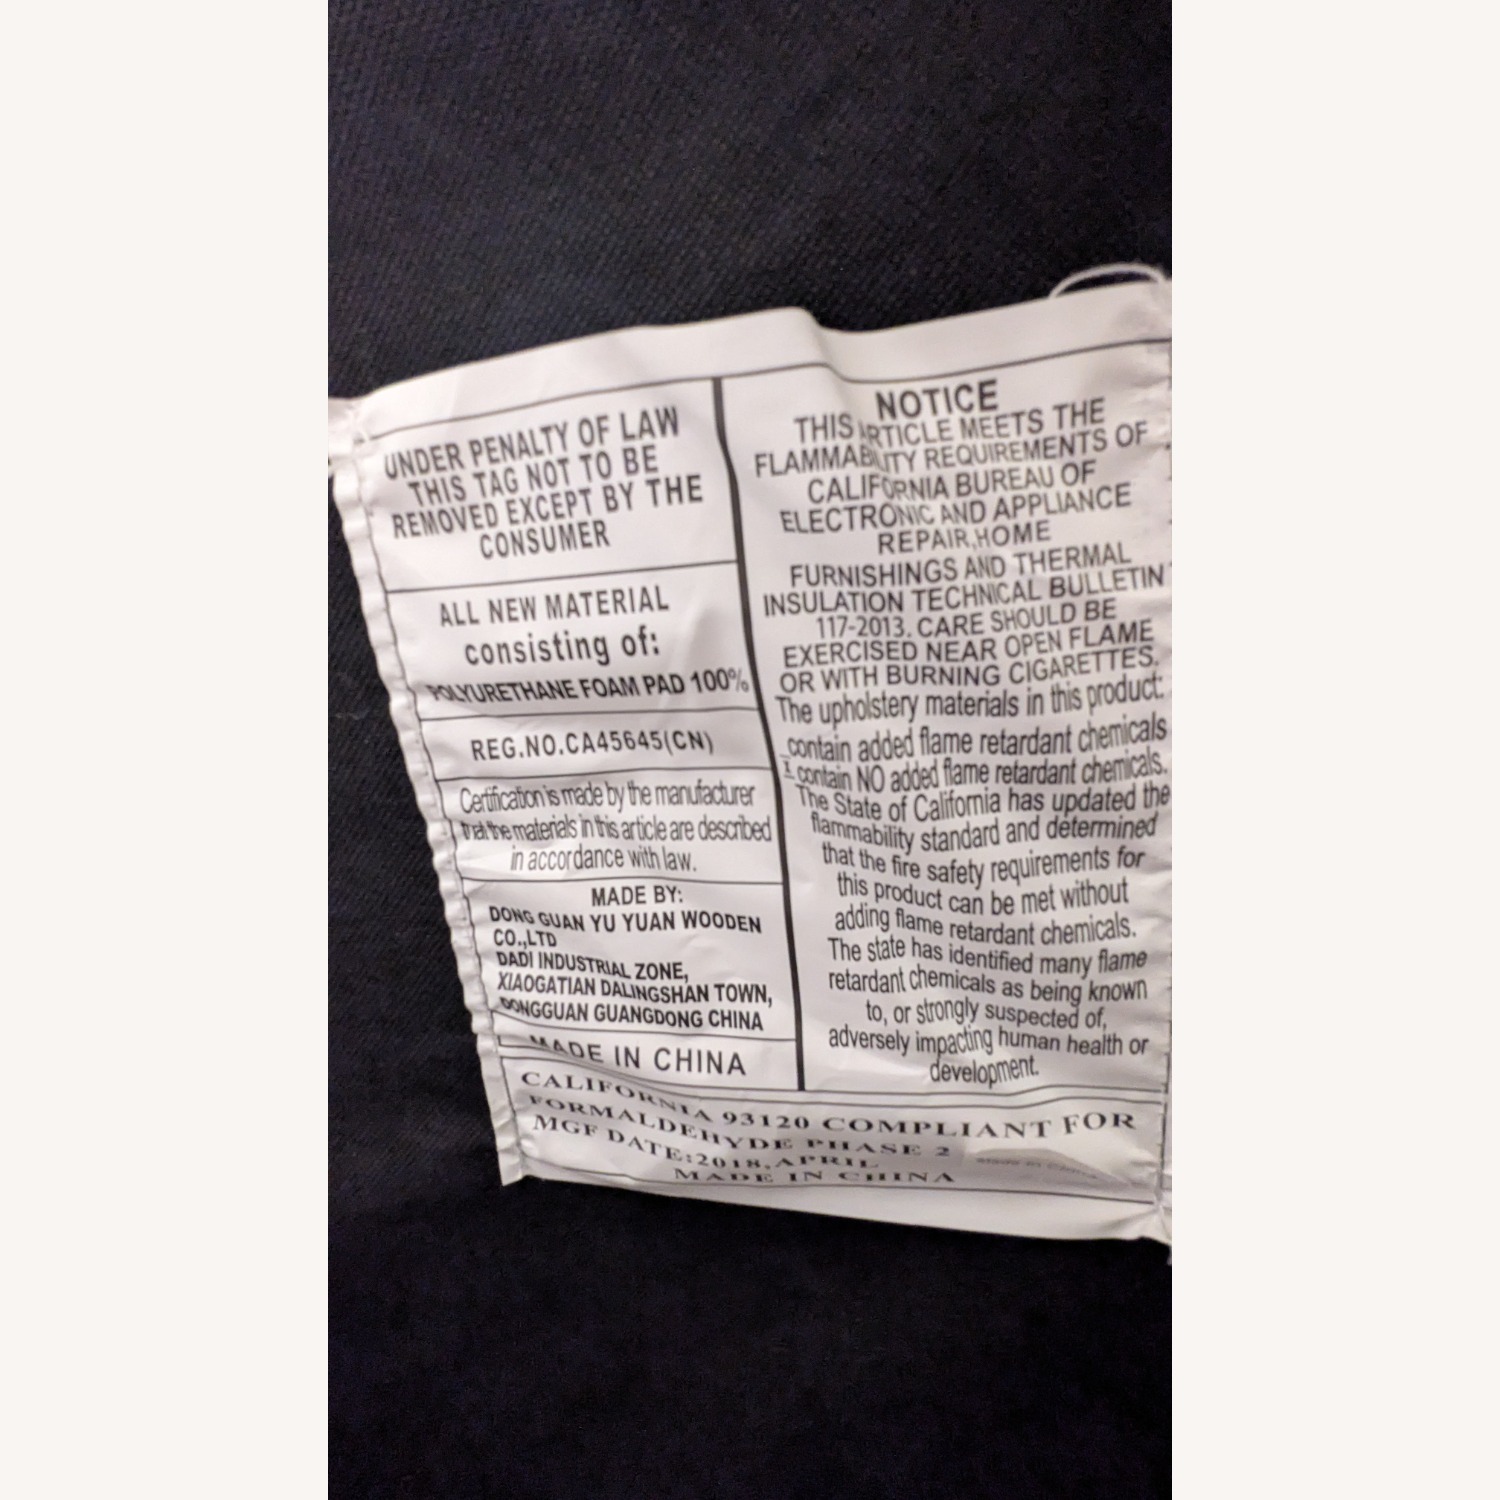 UNDER PENALTY OF LAW
THIS TAG NOT TO BE
REMOVED EXCEPT BY THE
CONSUMER
ALL NEW MATERIAL
consisting of:
POLYURETHANE FOAM PAD 100%
REG.NO.CA45645(CN)
Certification is made by the manufacturer
that the materials in this article are described
in accordance with law.
MADE BY:
DONG GUAN YU YUAN WOODEN
CO.,LTD
DADI INDUSTRIAL ZONE,
XIAOGATIAN DALINGSHAN TOWN,
DONGGUAN GUANGDONG CHINA
MADE IN CHINA
NOTICE
THIS ARTICLE MEETS THE
FLAMMABILITY REQUIREMENTS OF
CALIFORNIA BUREAU OF
ELECTRONIC AND APPLIANCE
REPAIR,HOME
FURNISHINGS AND THERMAL
INSULATION TECHNICAL BULLETIN
117-2013. CARE SHOULD BE
EXERCISED NEAR OPEN FLAME
OR WITH BURNING CIGARETTES.
The upholstery materials in this product:
_contain added flame retardant chemicals
contain NO added flame retardant chemicals.
The State of California has updated the
flammability standard and determined
that the fire safety requirements for
this product can be met without
adding flame retardant chemicals.
The state has identified many flame
retardant chemicals as being known
to, or strongly suspected of,
adversely impacting human health or
development.
CALIFORNIA 93120 COMPLIANT FOR
FORMALDEHYDE PHASE 2
MGF DATE:2018,APRIL
MADE IN CHINA